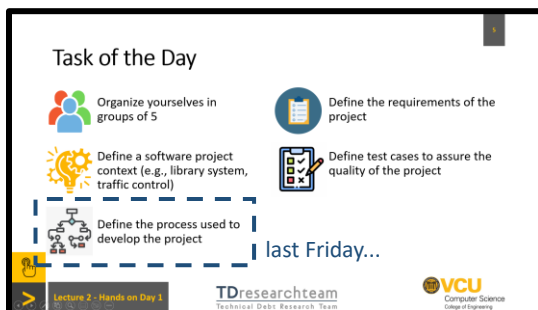 5
Task of the Day
Organize yourselves in
groups of 5
Define a software project
context (e.g., library system,
traffic control)
Define the process used to
develop the project
last Friday...
Define the requirements of the
project
Define test cases to assure the
quality of the project
Lecture 2 - Hands on Day 1
TDresearchteam
Technical Debt Research Team
VCU
Computer Science
College of Engineering